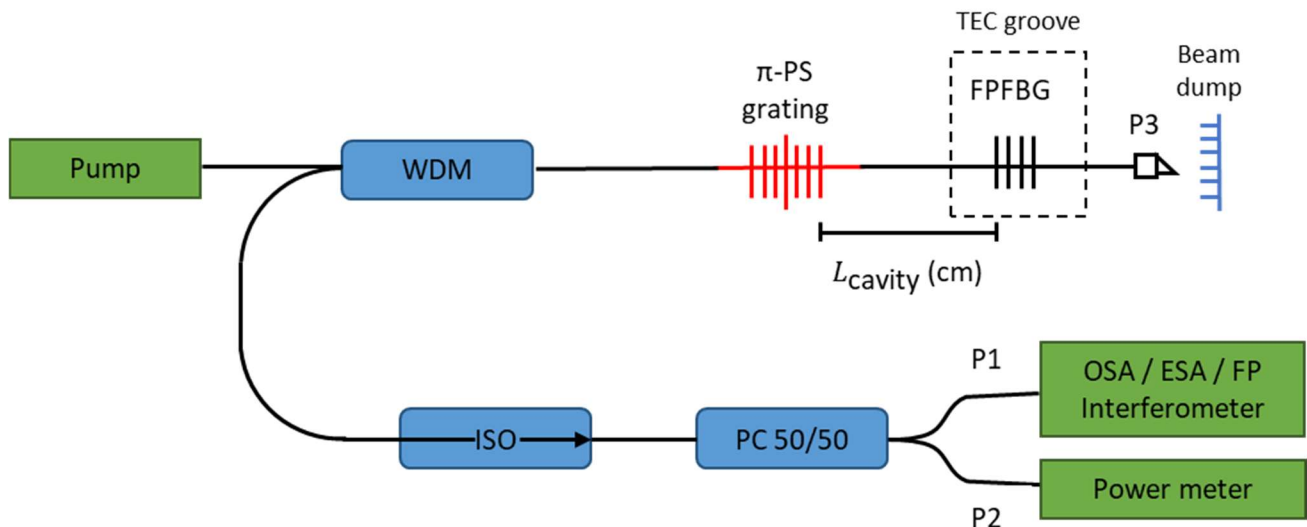 TEC groove
π-PS
grating
FPFBG
Beam
dump
P3
Pump
WDM
Lcavity (cm)
ISO
PC 50/50
P1
OSA / ESA / FP
Interferometer
Power meter
P2